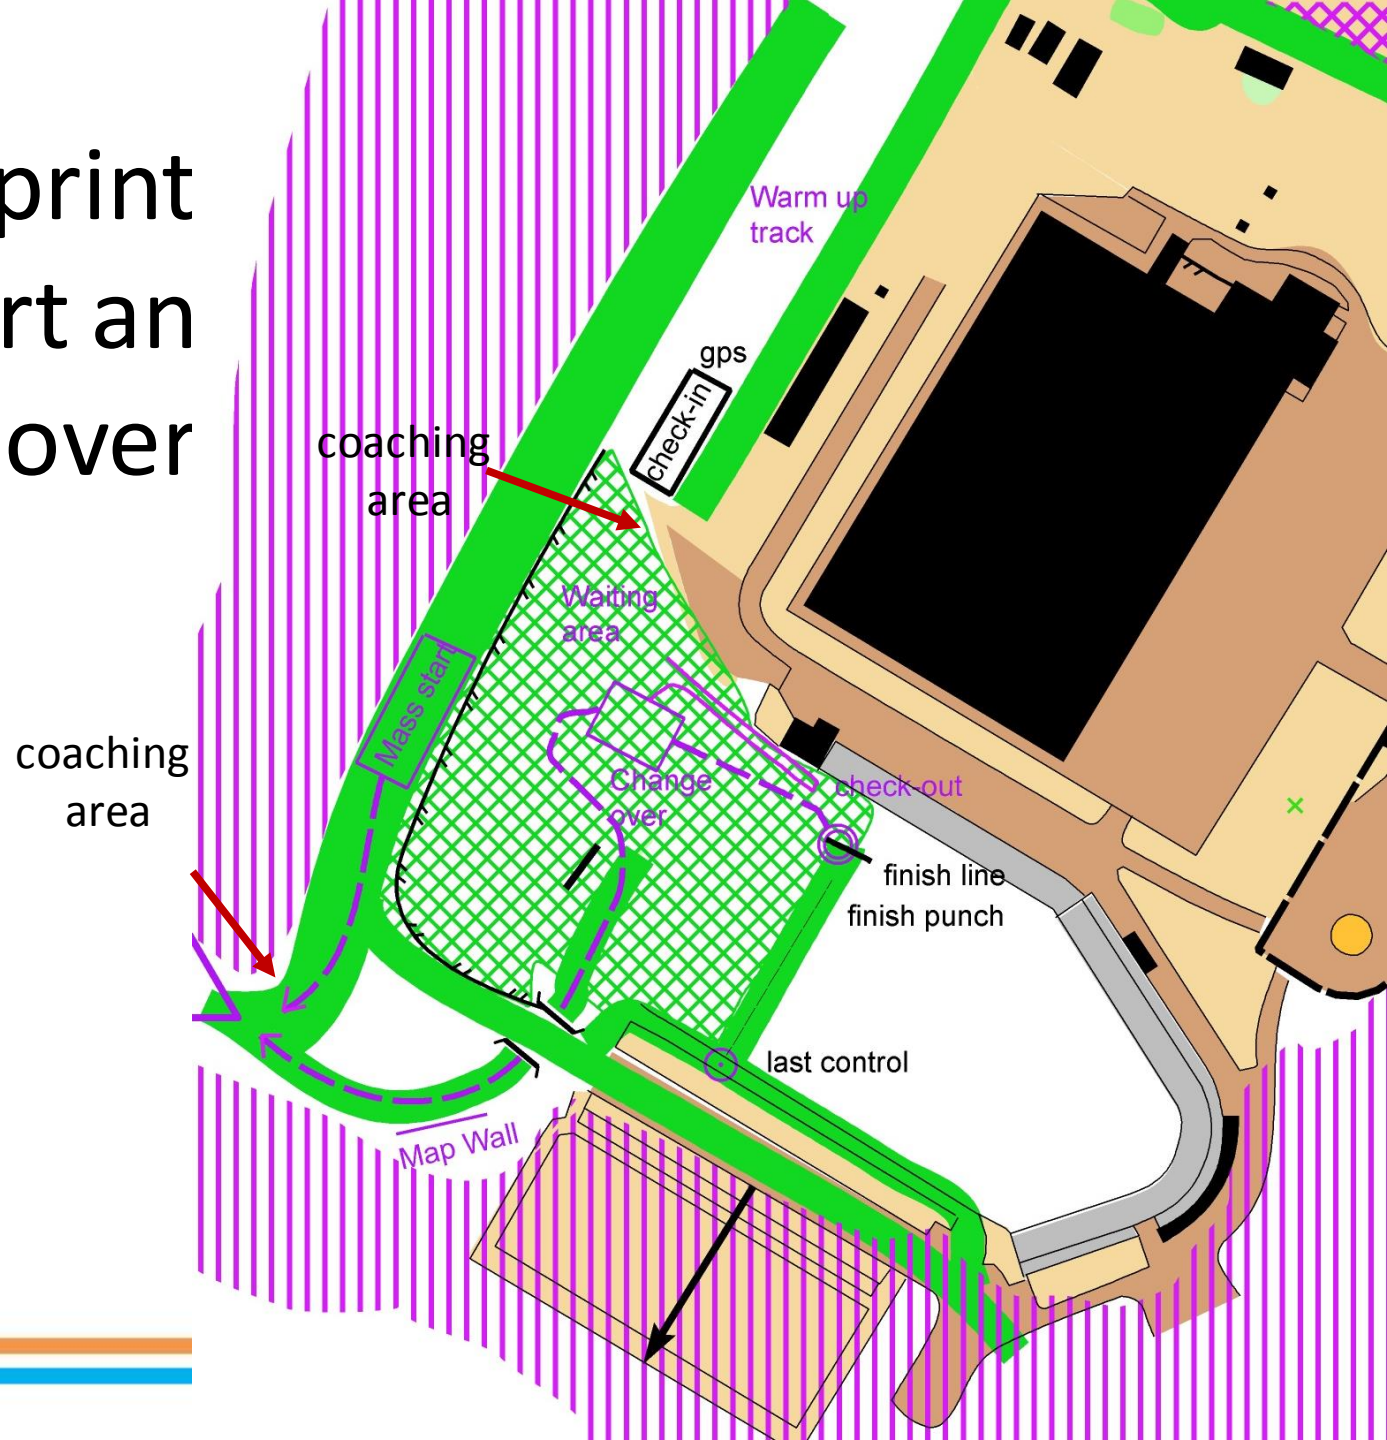 print
rt an
over
Warm up
track
gps
check-in
coaching
area
Waiting
area
Mass start
coaching
area
Change
over
check-out
finish line
finish punch
last control
Map Wall